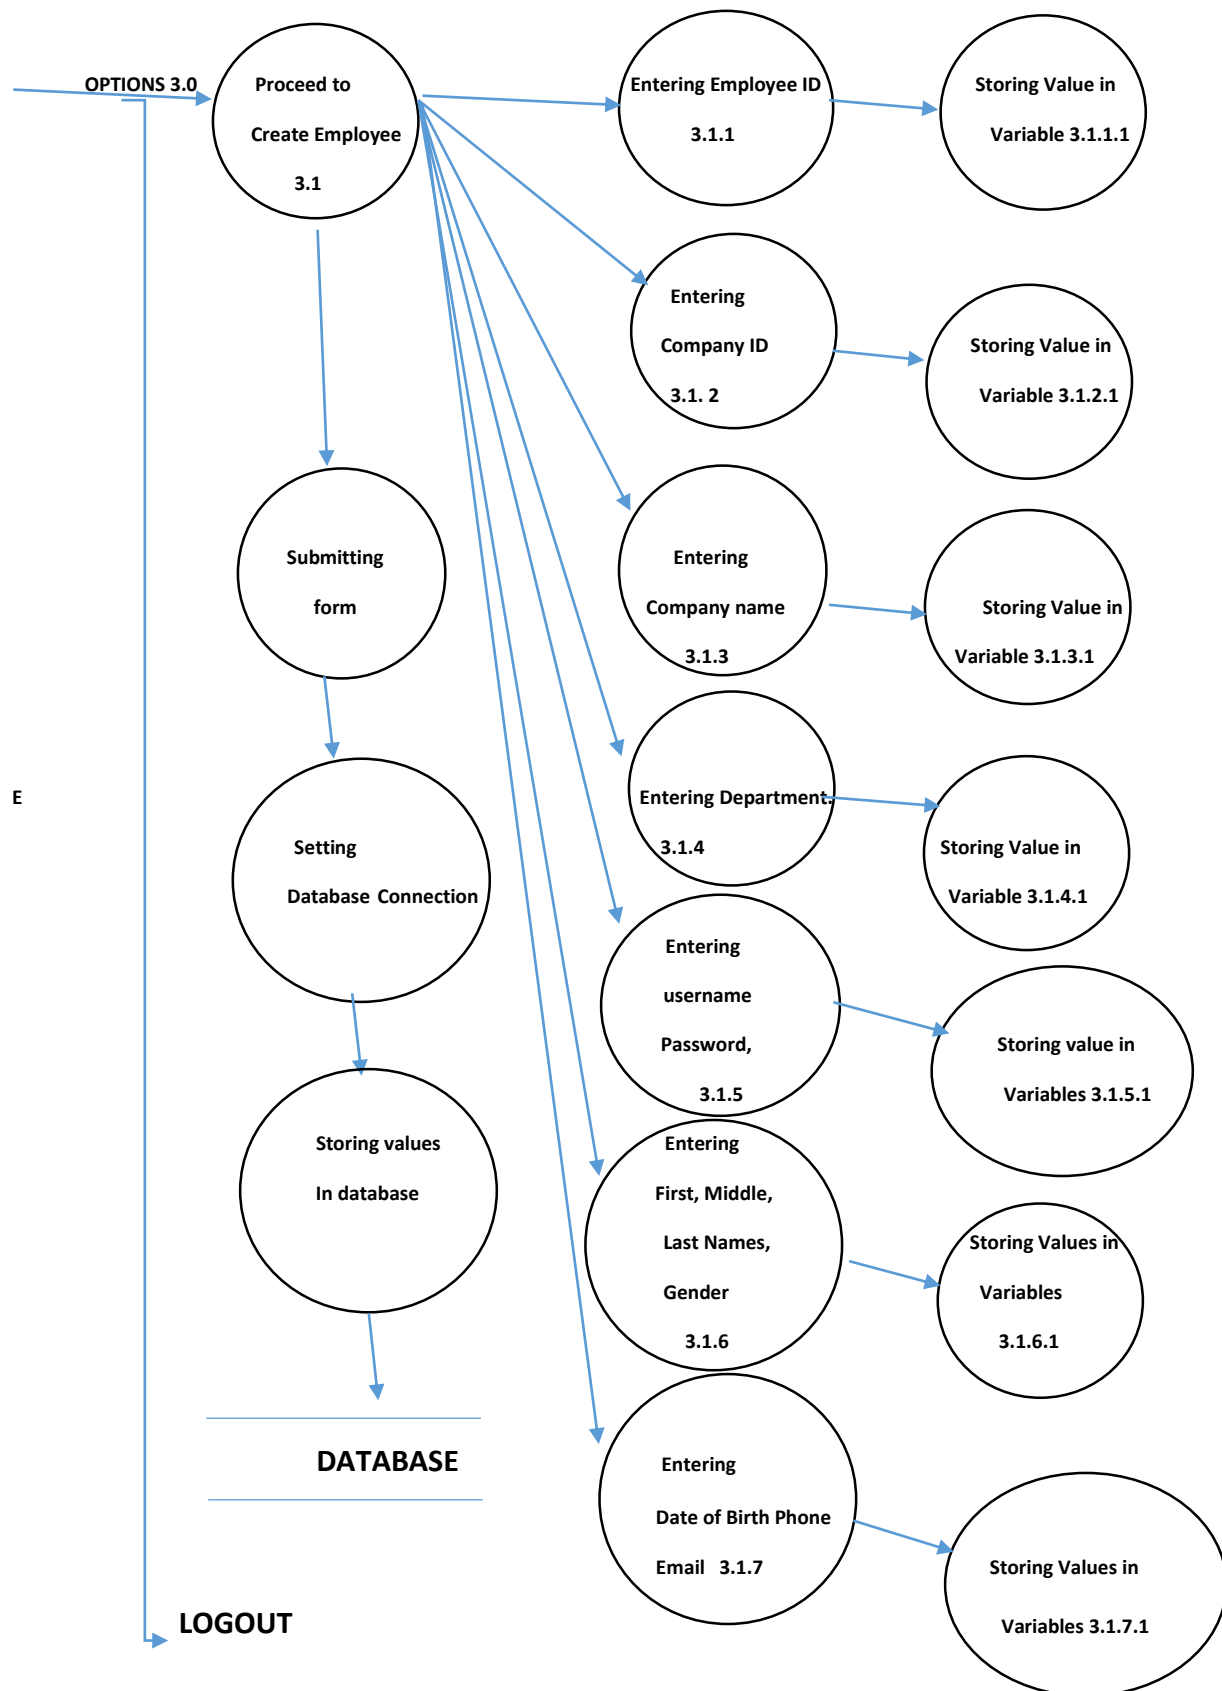 OPTIONS 3.0
Proceed to
Create Employee
3.1
Entering Employee ID
3.1.1
Storing Value in
Variable 3.1.1.1
Entering
Company ID
3.1. 2
Storing Value in
Variable 3.1.2.1
Submitting
form
Entering
Company name
3.1.3
Storing Value in
Variable 3.1.3.1
E
Setting
Database Connection
Entering Department.
3.1.4
Storing Value in
Variable 3.1.4.1
Entering
username
Password,
3.1.5
Storing value in
Variables 3.1.5.1
Storing values
In database
Entering
First, Middle,
Last Names,
Gender
3.1.6
Storing Values in
Variables
3.1.6.1
DATABASE
Entering
Date of Birth Phone
Email 3.1.7
Storing Values in
Variables 3.1.7.1
LOGOUT